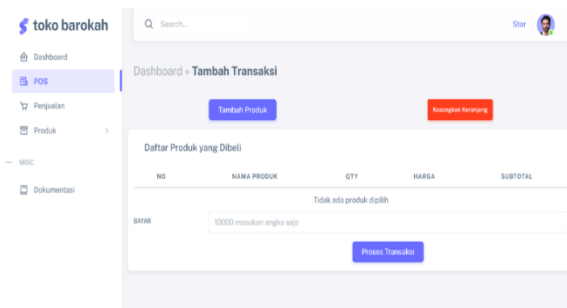 toko barokah
Search...
Star
Dashboard
POS
Penjualan
Produk
MISC
Dokumentasi
Dashboard » Tambah Transaksi
Tambah Produk
Kosongkan Keranjang
Daftar Produk yang Dibeli
NO NAMA PRODUK QTY HARGA SUBTOTAL
Tidak ada produk dipilih
BAYAR
10000 masukan angka saja
Proses Transaksi